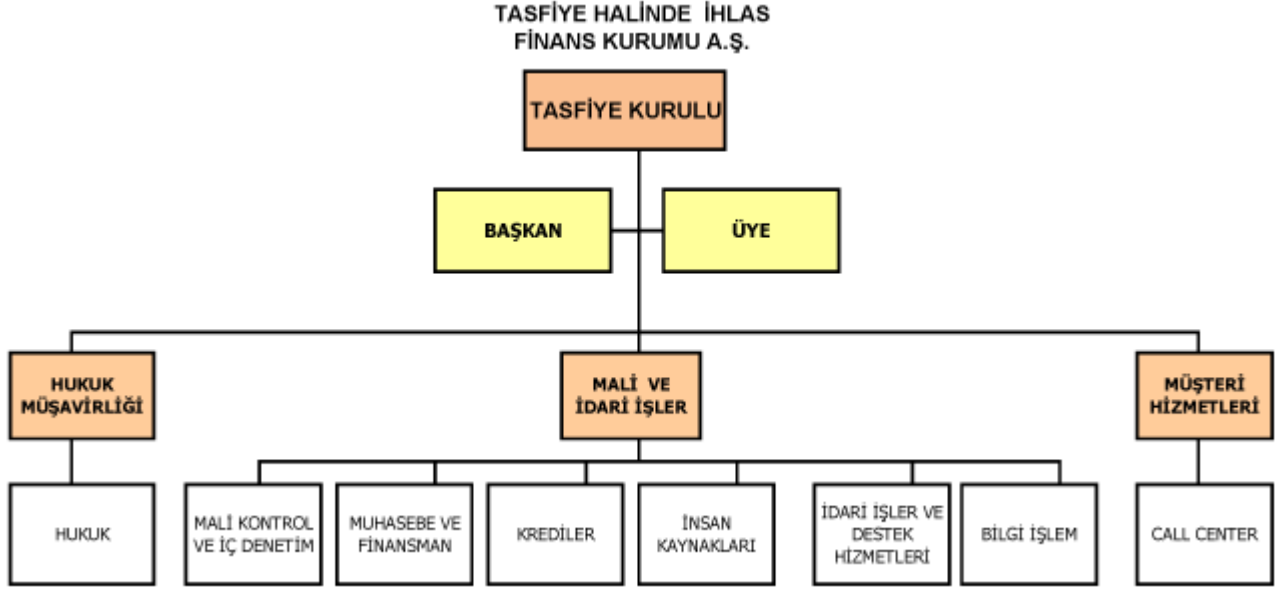 TASFİYE HALİNDE İHLAS
FİNANS KURUMU A.Ş.
TASFİYE KURULU
BAŞKAN
ÜYE
HUKUK
MÜŞAVİRLİĞİ
MALİ VE
İDARİ İŞLER
MÜŞTERİ
HİZMETLERİ
HUKUK
MALİ KONTROL
VE İÇ DENETİM
MUHASEBE VE
FİNANSMAN
KREDİLER
İNSAN
KAYNAKLARI
İDARİ İŞLER VE
DESTEK
HİZMETLERİ
BİLGİ İŞLEM
CALL CENTER